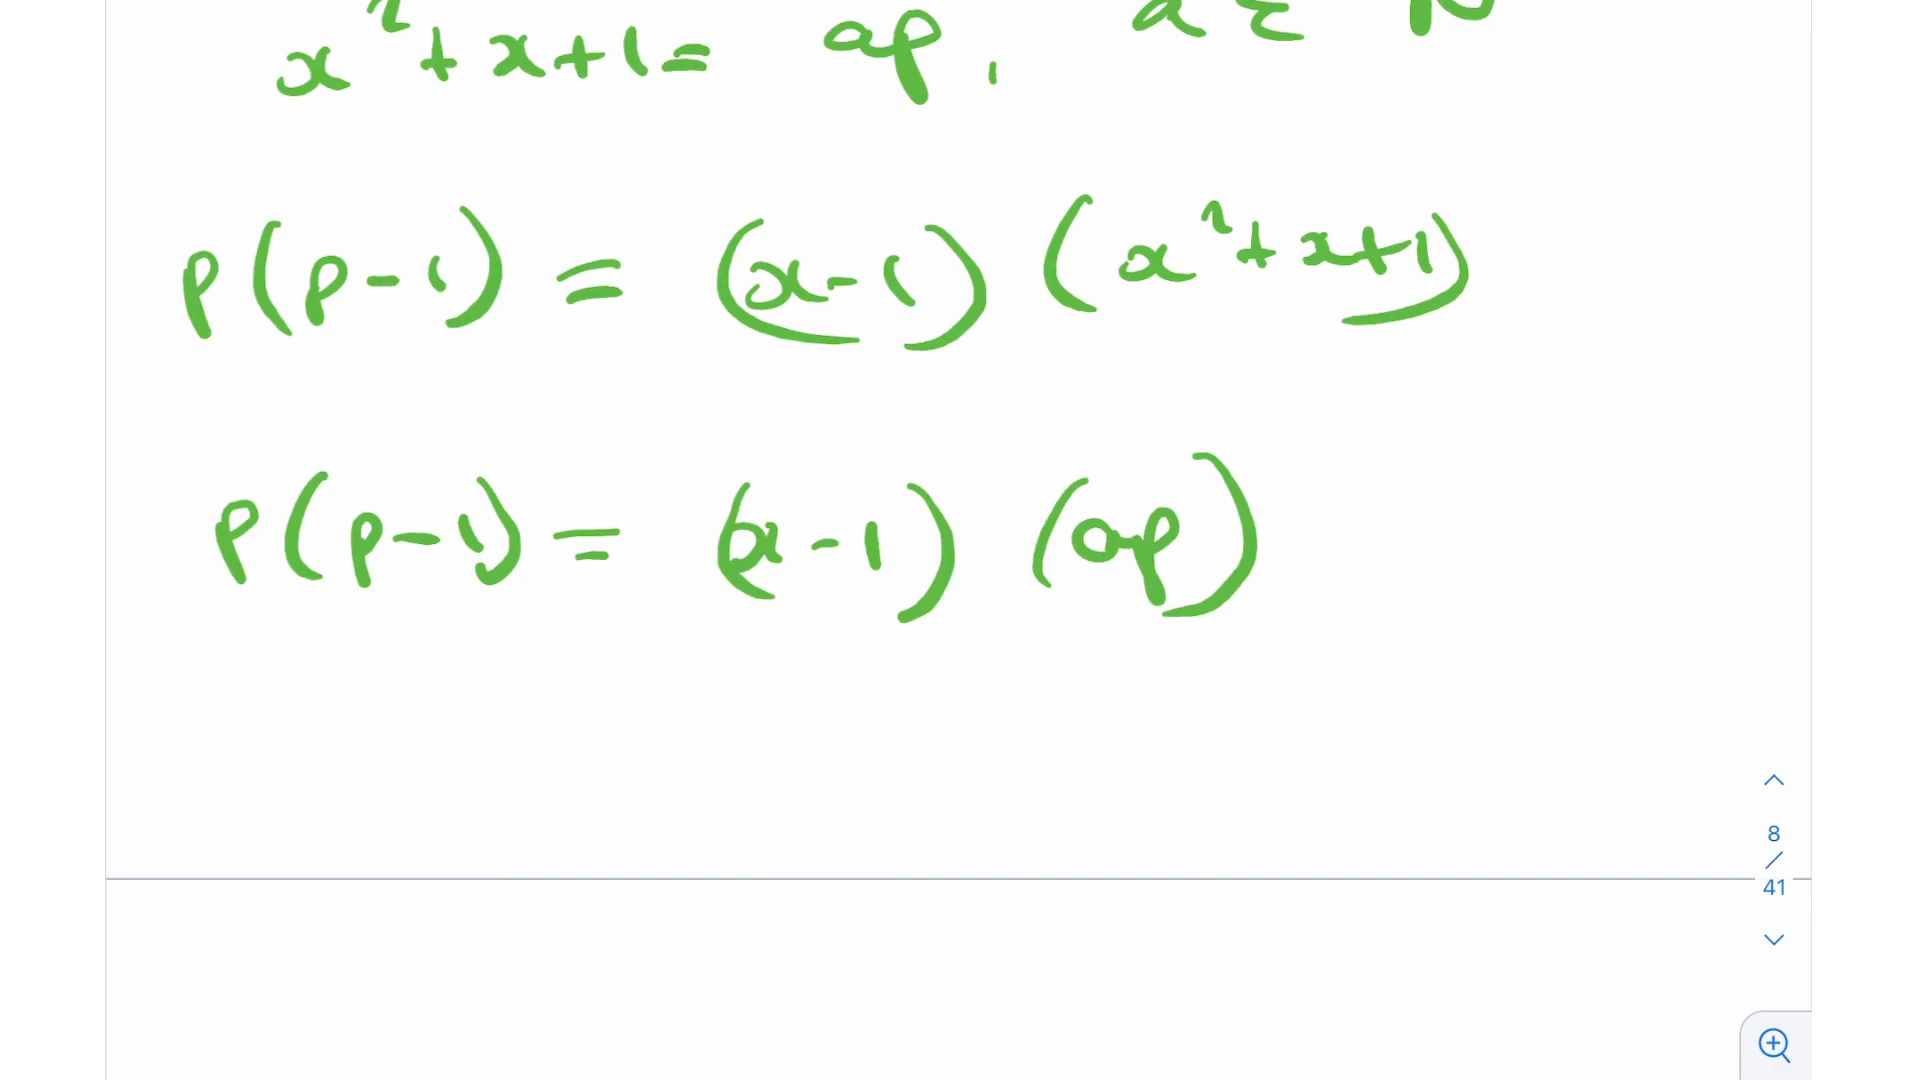 x² + x + 1 = ap,
p(p-1) = (x-1) (x² + x + 1)
p(p-1) = (x-1) (ap)
8
/
41